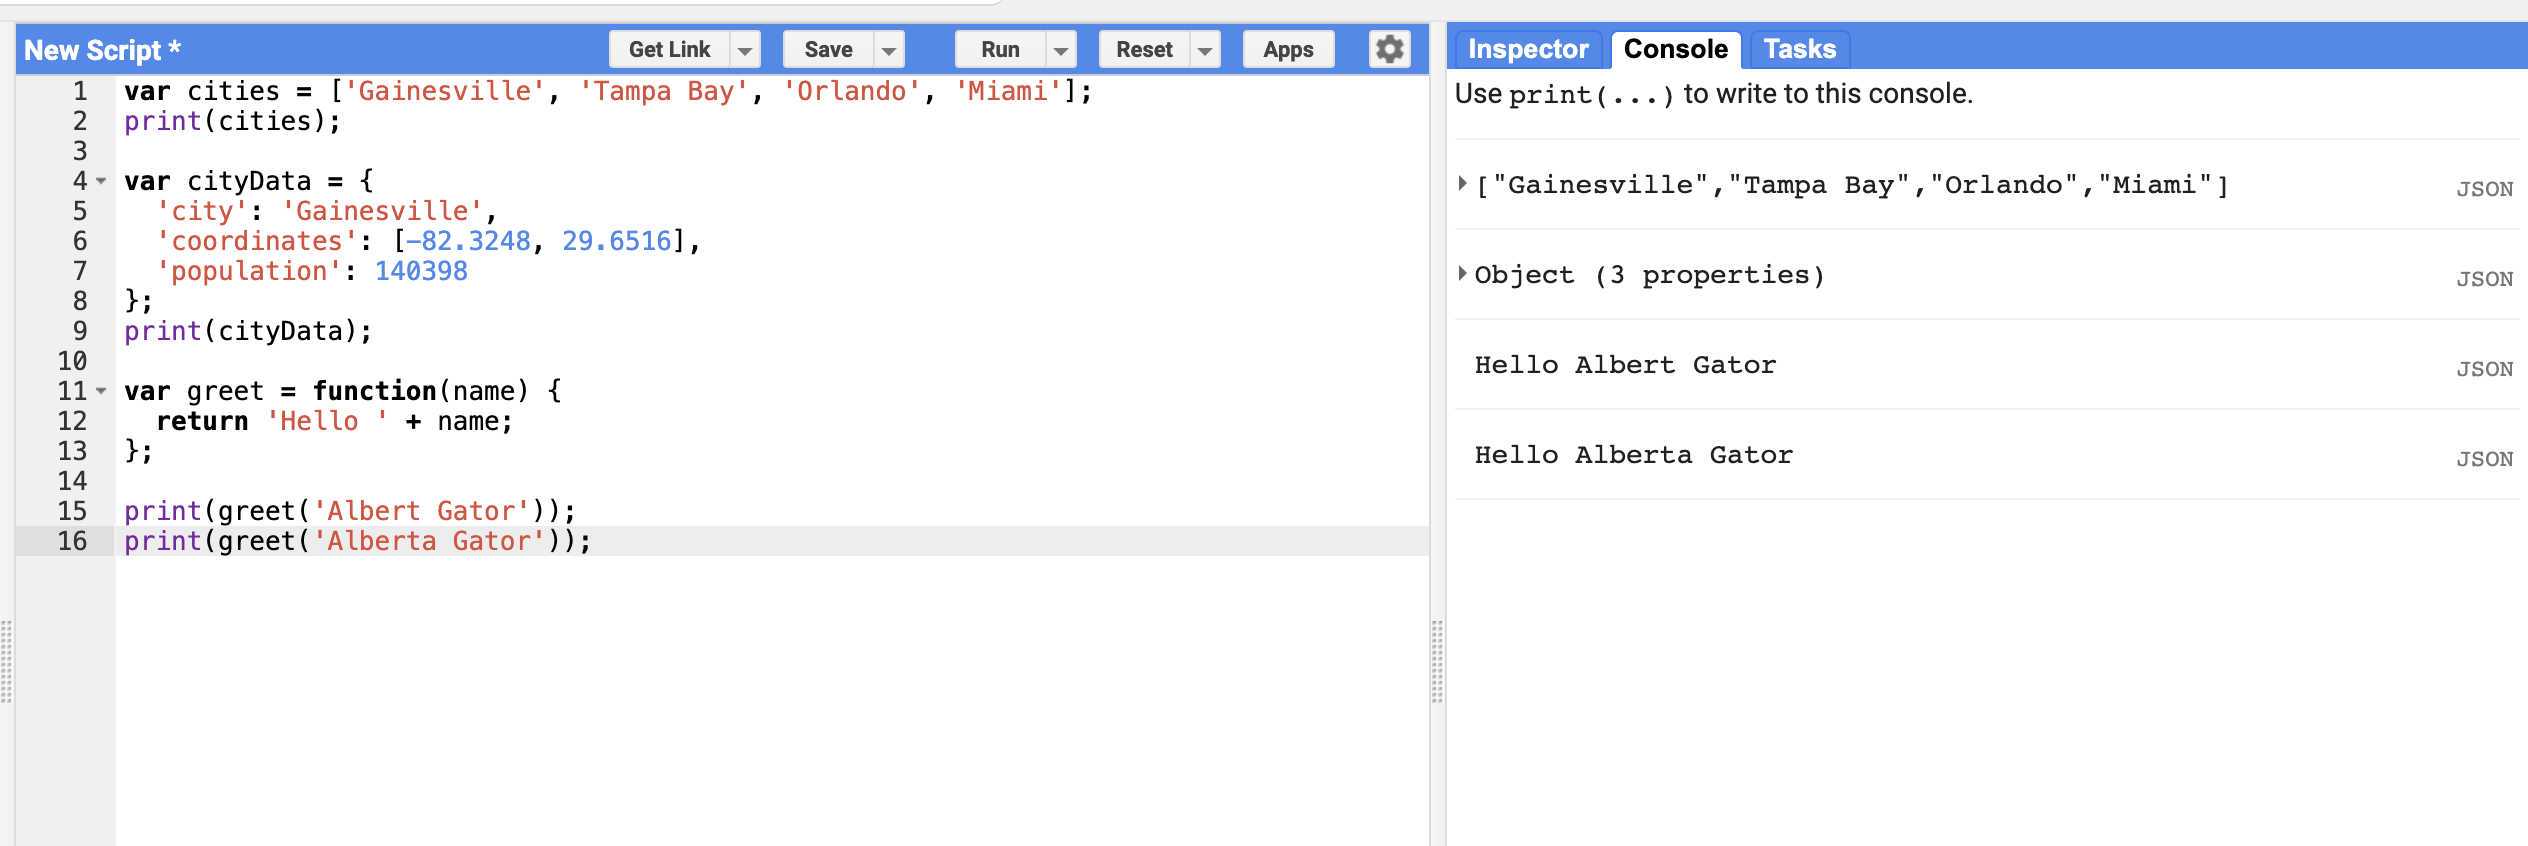 New Script *
Get Link
Save
Run
Reset
Apps
1 var cities = ['Gainesville', 'Tampa Bay', 'Orlando', 'Miami'];
2 print(cities);
3
4 var cityData = {
5   'city': 'Gainesville',
6   'coordinates': [-82.3248, 29.6516],
7   'population': 140398
8 };
9 print(cityData);
10
11 var greet = function(name) {
12   return 'Hello ' + name;
13 };
14
15 print(greet('Albert Gator'));
16 print(greet('Alberta Gator'));
Inspector
Console
Tasks
Use print(...) to write to this console.
["Gainesville","Tampa Bay","Orlando","Miami"] JSON
Object (3 properties) JSON
Hello Albert Gator JSON
Hello Alberta Gator JSON